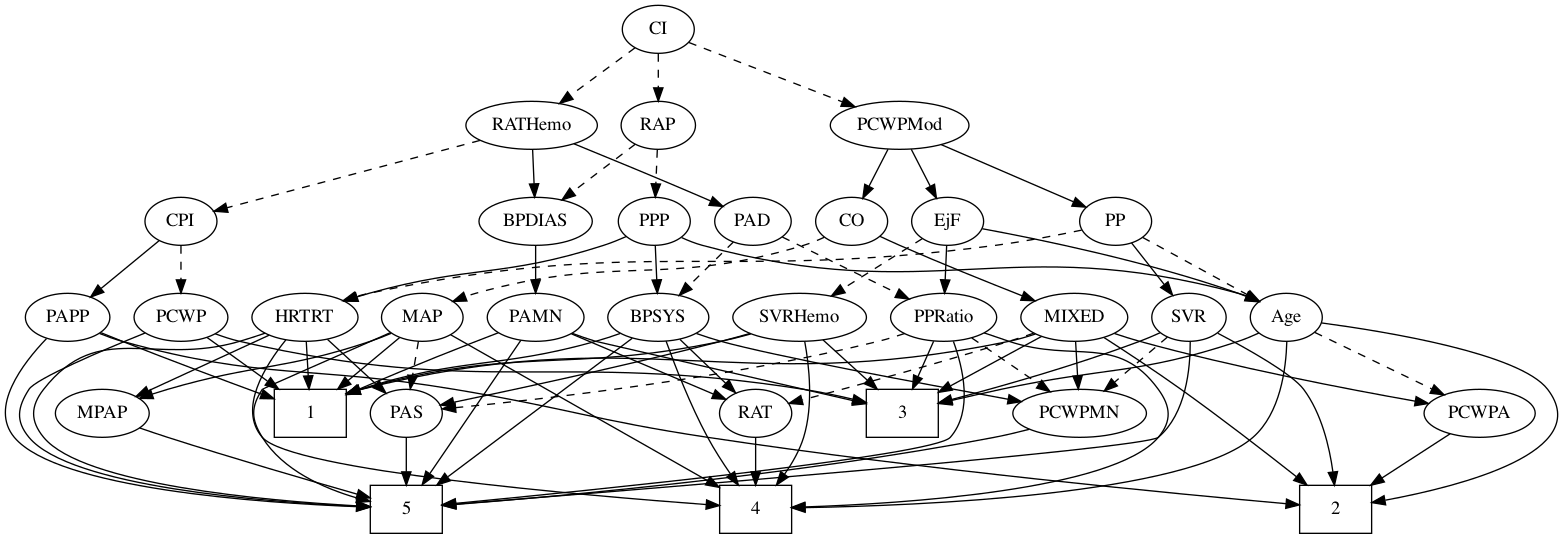 CI
RATHemo RAP PCWPMod
CPI BPDIAS PPP PAD CO EjF PP
PAPP PCWP HRTRT MAP PAMN BPSYS SVRHemo PPRatio MIXED SVR Age
MPAP 1 PAS RAT 3 PCWPMN PCWPA
5 4 2